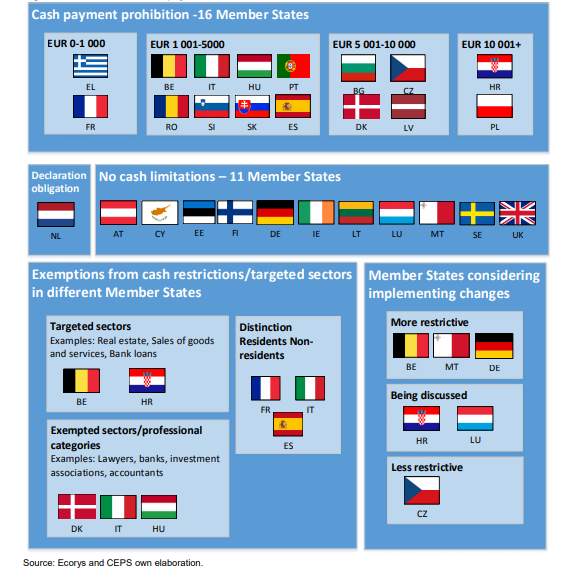 Cash payment prohibition -16 Member States
EUR 0-1 000
EL
FR
EUR 1 001-5000
BE IT HU PT
RO SI SK ES
EUR 5 001-10 000
BG CZ
DK LV
EUR 10 001+
HR
PL
Declaration
obligation
NL
No cash limitations – 11 Member States
AT CY EE FI DE IE LT LU MT SE UK
Exemptions from cash restrictions/targeted sectors
in different Member States
Targeted sectors
Examples: Real estate, Sales of goods
and services, Bank loans
BE HR
Exempted sectors/professional
categories
Examples: Lawyers, banks, investment
associations, accountants
DK IT HU
Distinction
Residents Non-
residents
FR IT
ES
Member States considering
implementing changes
More restrictive
BE MT DE
Being discussed
HR LU
Less restrictive
CZ
Source: Ecorys and CEPS own elaboration.